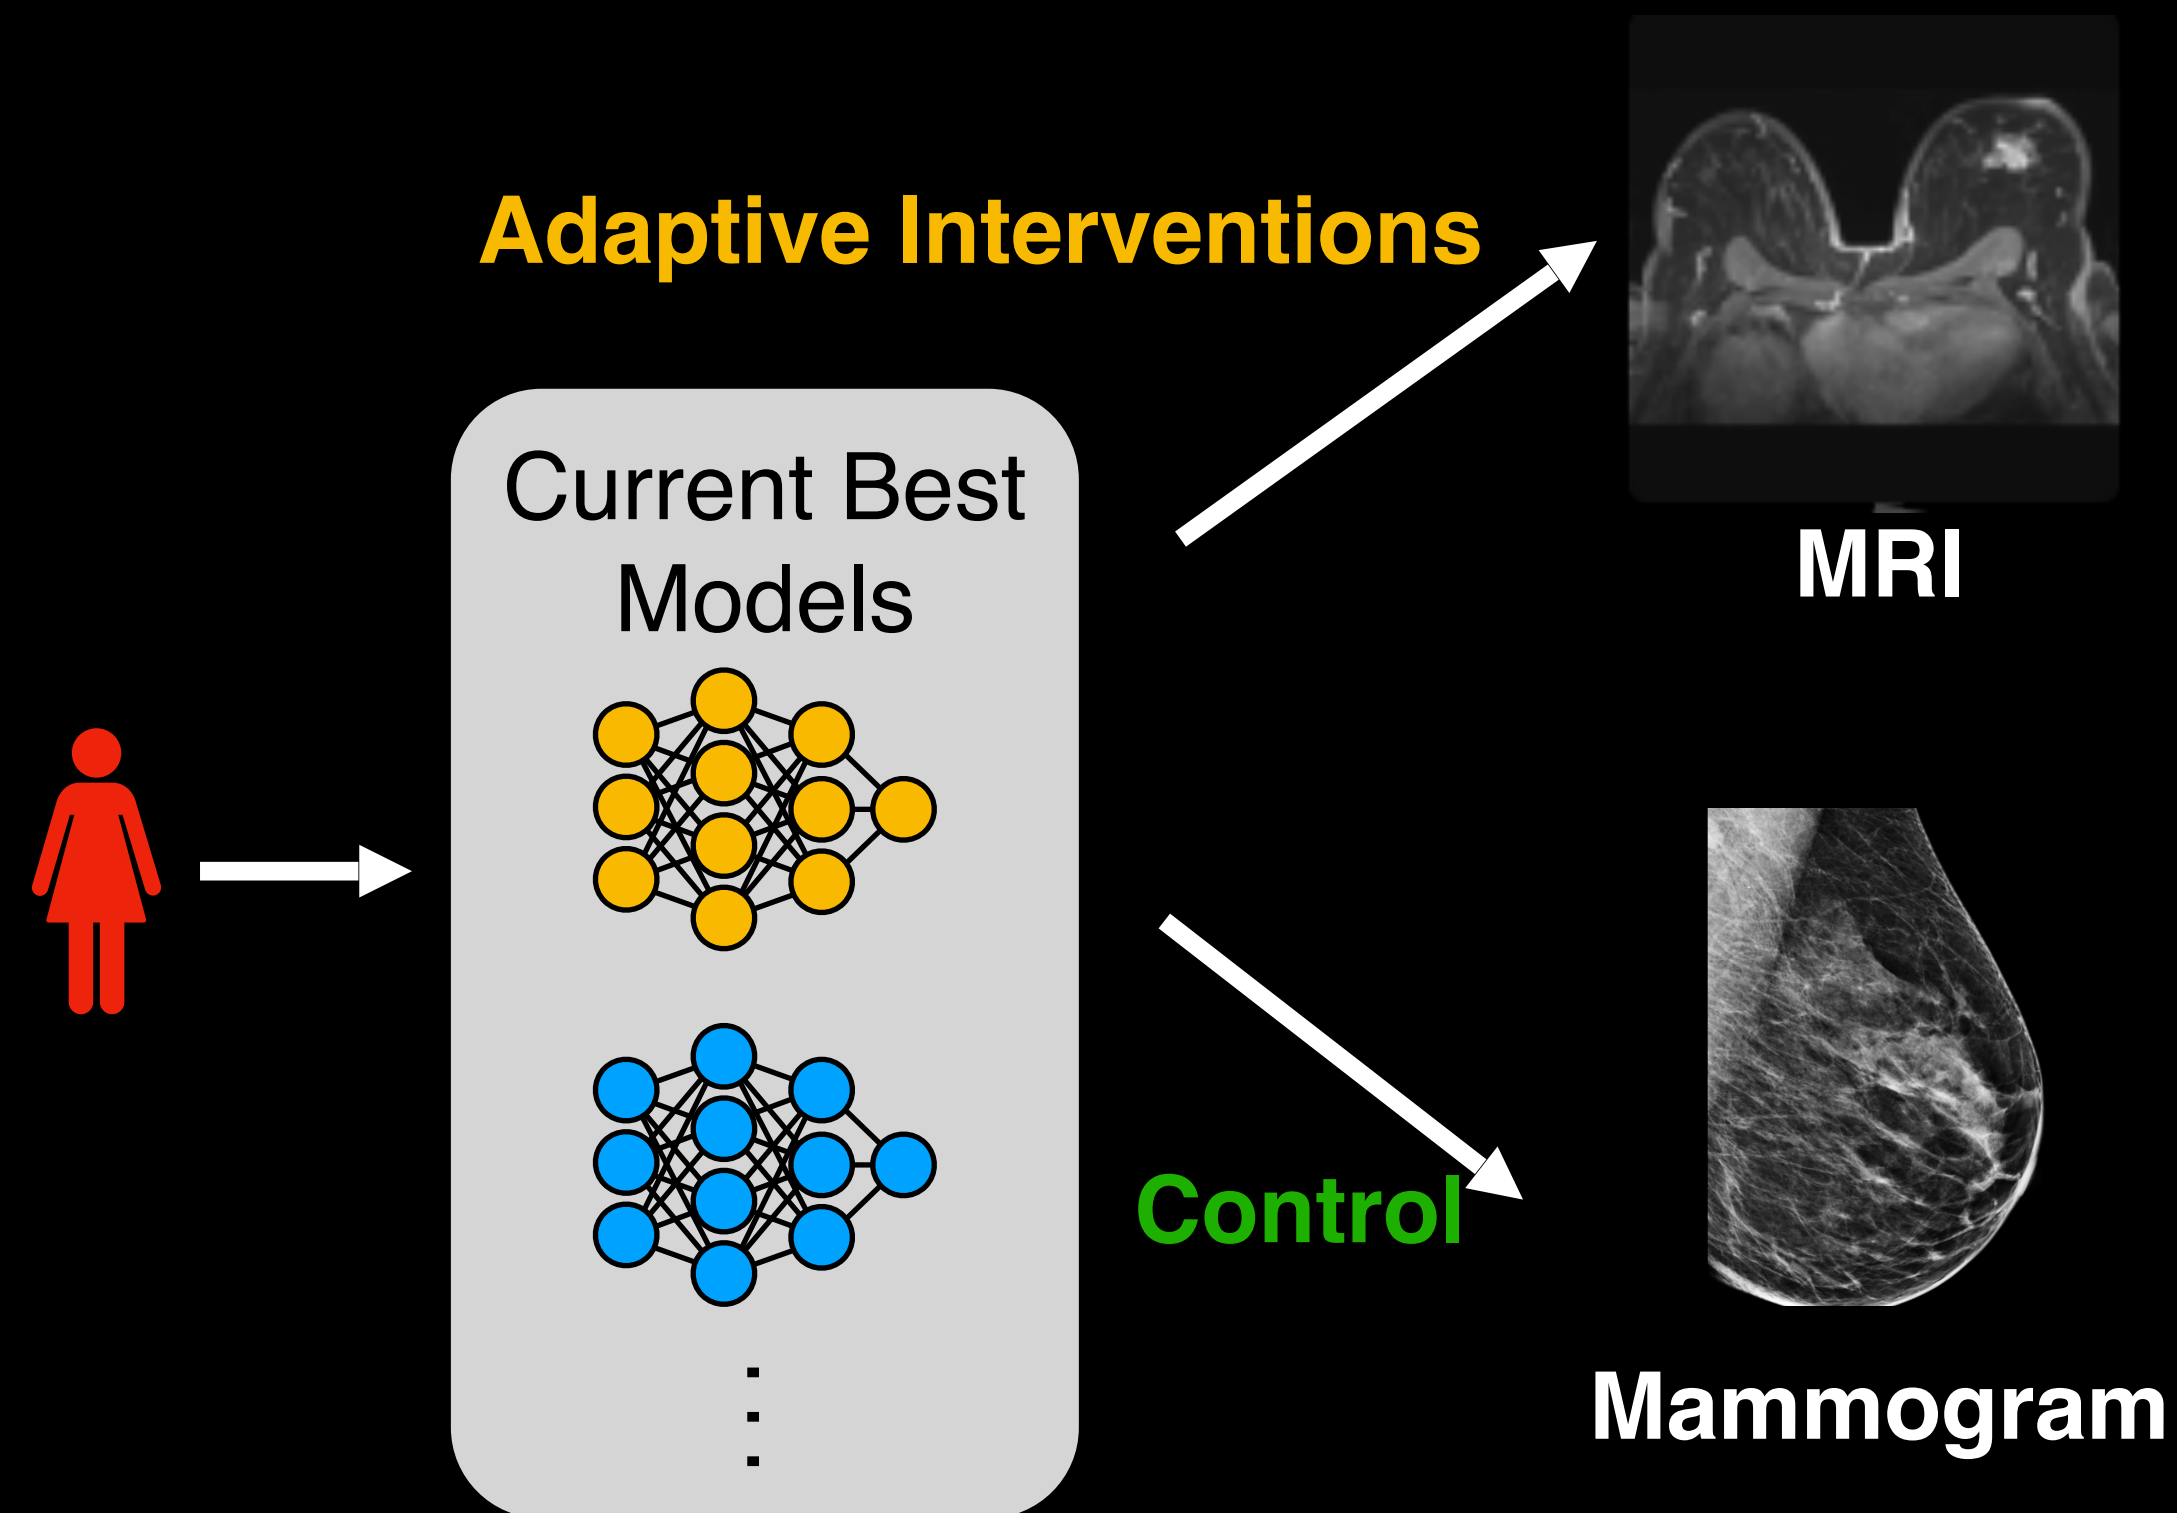 Adaptive Interventions
Current Best
Models
MRI
Control
Mammogram